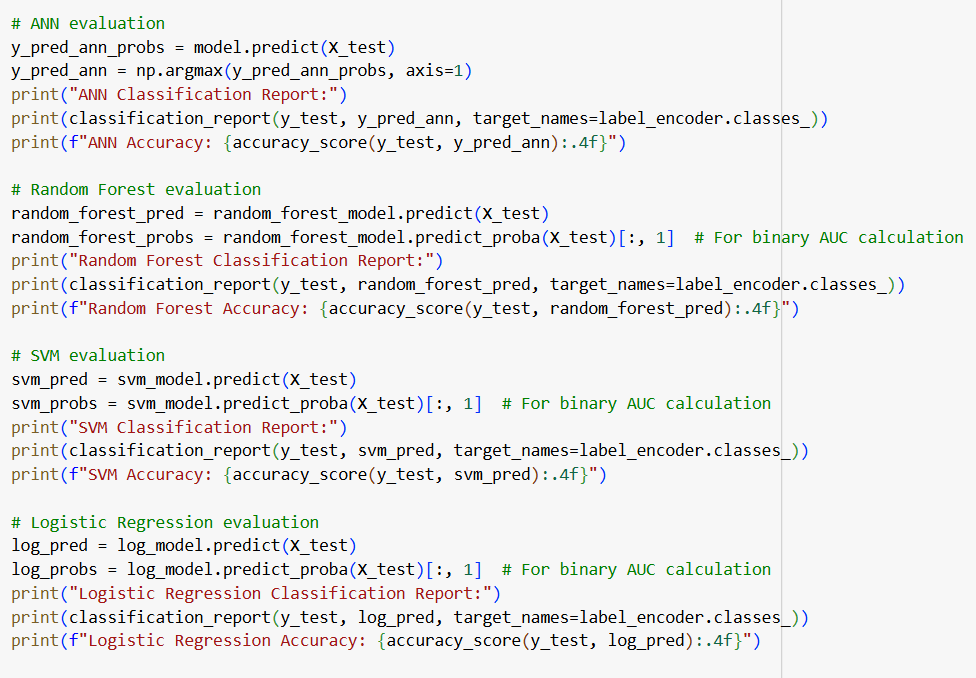 # ANN evaluation
y_pred_ann_probs = model.predict(X_test)
y_pred_ann = np.argmax(y_pred_ann_probs, axis=1)
print("ANN Classification Report:")
print(classification_report(y_test, y_pred_ann, target_names=label_encoder.classes_))
print(f"ANN Accuracy: {accuracy_score(y_test, y_pred_ann):.4f}")

# Random Forest evaluation
random_forest_pred = random_forest_model.predict(X_test)
random_forest_probs = random_forest_model.predict_proba(X_test)[:, 1]  # For binary AUC calculation
print("Random Forest Classification Report:")
print(classification_report(y_test, random_forest_pred, target_names=label_encoder.classes_))
print(f"Random Forest Accuracy: {accuracy_score(y_test, random_forest_pred):.4f}")

# SVM evaluation
svm_pred = svm_model.predict(X_test)
svm_probs = svm_model.predict_proba(X_test)[:, 1]  # For binary AUC calculation
print("SVM Classification Report:")
print(classification_report(y_test, svm_pred, target_names=label_encoder.classes_))
print(f"SVM Accuracy: {accuracy_score(y_test, svm_pred):.4f}")

# Logistic Regression evaluation
log_pred = log_model.predict(X_test)
log_probs = log_model.predict_proba(X_test)[:, 1]  # For binary AUC calculation
print("Logistic Regression Classification Report:")
print(classification_report(y_test, log_pred, target_names=label_encoder.classes_))
print(f"Logistic Regression Accuracy: {accuracy_score(y_test, log_pred):.4f}")